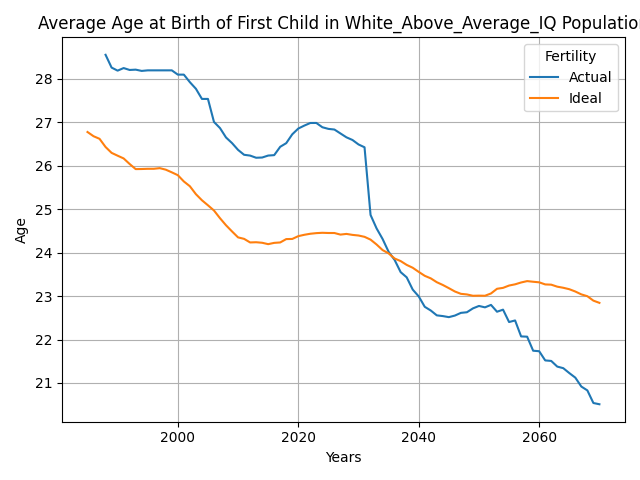 Average Age at Birth of First Child in White_Above_Average_IQ Population
Fertility
Actual
Ideal
28
27
26
25
24
23
22
21
Age
2000 2020 2040 2060
Years